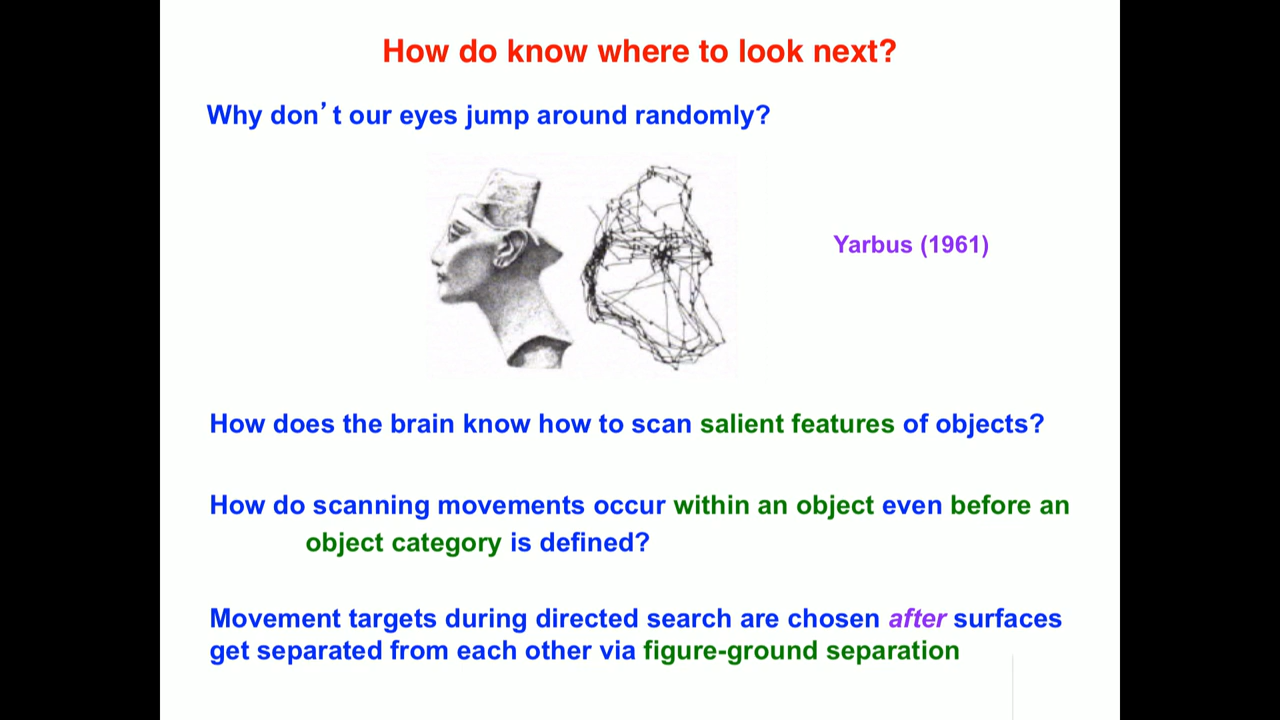 How do know where to look next?
Why don’t our eyes jump around randomly?
Yarbus (1961)
How does the brain know how to scan salient features of objects?
How do scanning movements occur within an object even before an
object category is defined?
Movement targets during directed search are chosen after surfaces
get separated from each other via figure-ground separation